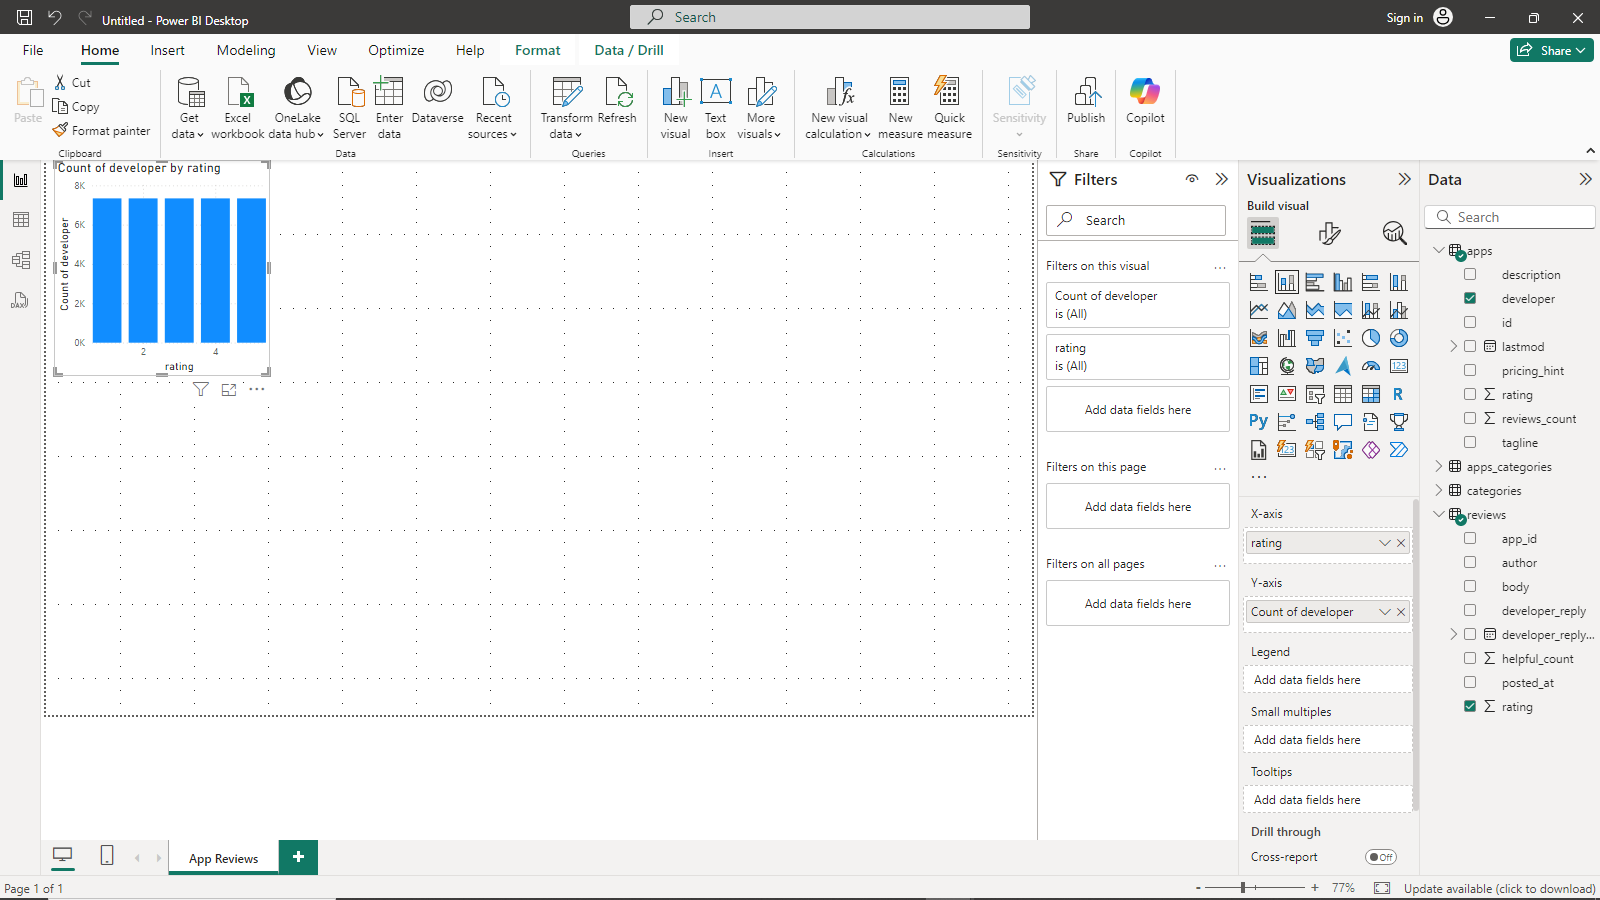 Untitled - Power BI Desktop
Search
Sign in
File
Home
Insert
Modeling
View
Optimize
Help
Format
Data / Drill
Share
Paste
Cut
Copy
Format painter
Clipboard
Get data
Excel workbook
OneLake data hub
SQL Server
Enter data
Dataverse
Recent sources
Data
Transform data
Refresh
Queries
New visual
Text box
More visuals
Insert
New visual calculation
New measure
Quick measure
Calculations
Sensitivity
Sensitivity
Publish
Share
Copilot
Copilot
DAX
Count of developer by rating
8K
6K
4K
2K
0K
Count of developer
2
4
rating
Filters
Search
Filters on this visual
Count of developer
is (All)
rating
is (All)
Add data fields here
Filters on this page
Add data fields here
Filters on all pages
Add data fields here
Visualizations
Build visual
123
R
Py
123
X-axis
rating
Y-axis
Count of developer
Legend
Add data fields here
Small multiples
Add data fields here
Tooltips
Add data fields here
Drill through
Cross-report
Off
Data
Search
apps
description
developer
id
lastmod
pricing_hint
rating
reviews_count
tagline
apps_categories
categories
reviews
app_id
author
body
developer_reply
developer_reply...
helpful_count
posted_at
rating
App Reviews
Page 1 of 1
- + 77%
Update available (click to download)